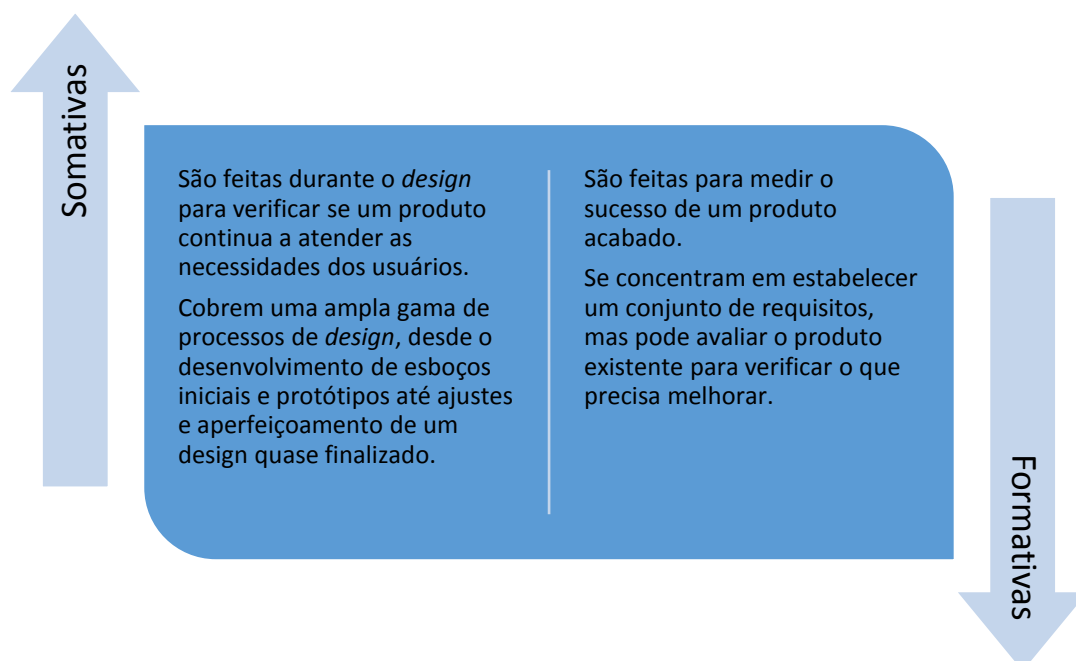 Somativas
São feitas durante o design
para verificar se um produto
continua a atender as
necessidades dos usuários.
Cobrem uma ampla gama de
processos de design, desde o
desenvolvimento de esboços
iniciais e protótipos até ajustes
e aperfeiçoamento de um
design quase finalizado.
São feitas para medir o
sucesso de um produto
acabado.
Se concentram em estabelecer
um conjunto de requisitos,
mas pode avaliar o produto
existente para verificar o que
precisa melhorar.
Formativas